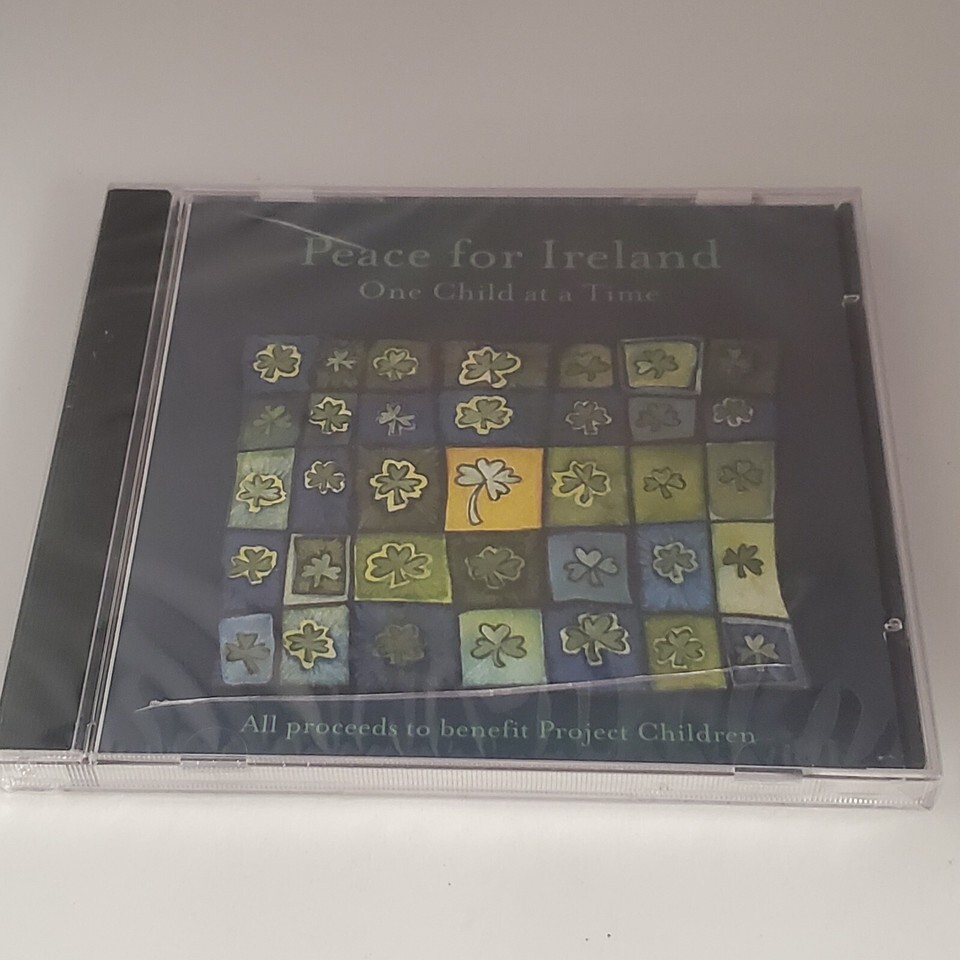 Peace for Ireland
One Child at a Time
All proceeds to benefit Project Children